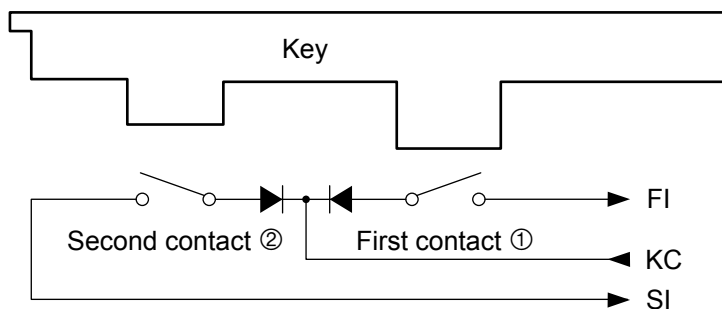 Key
FI
Second contact ②
First contact ①
KC
SI